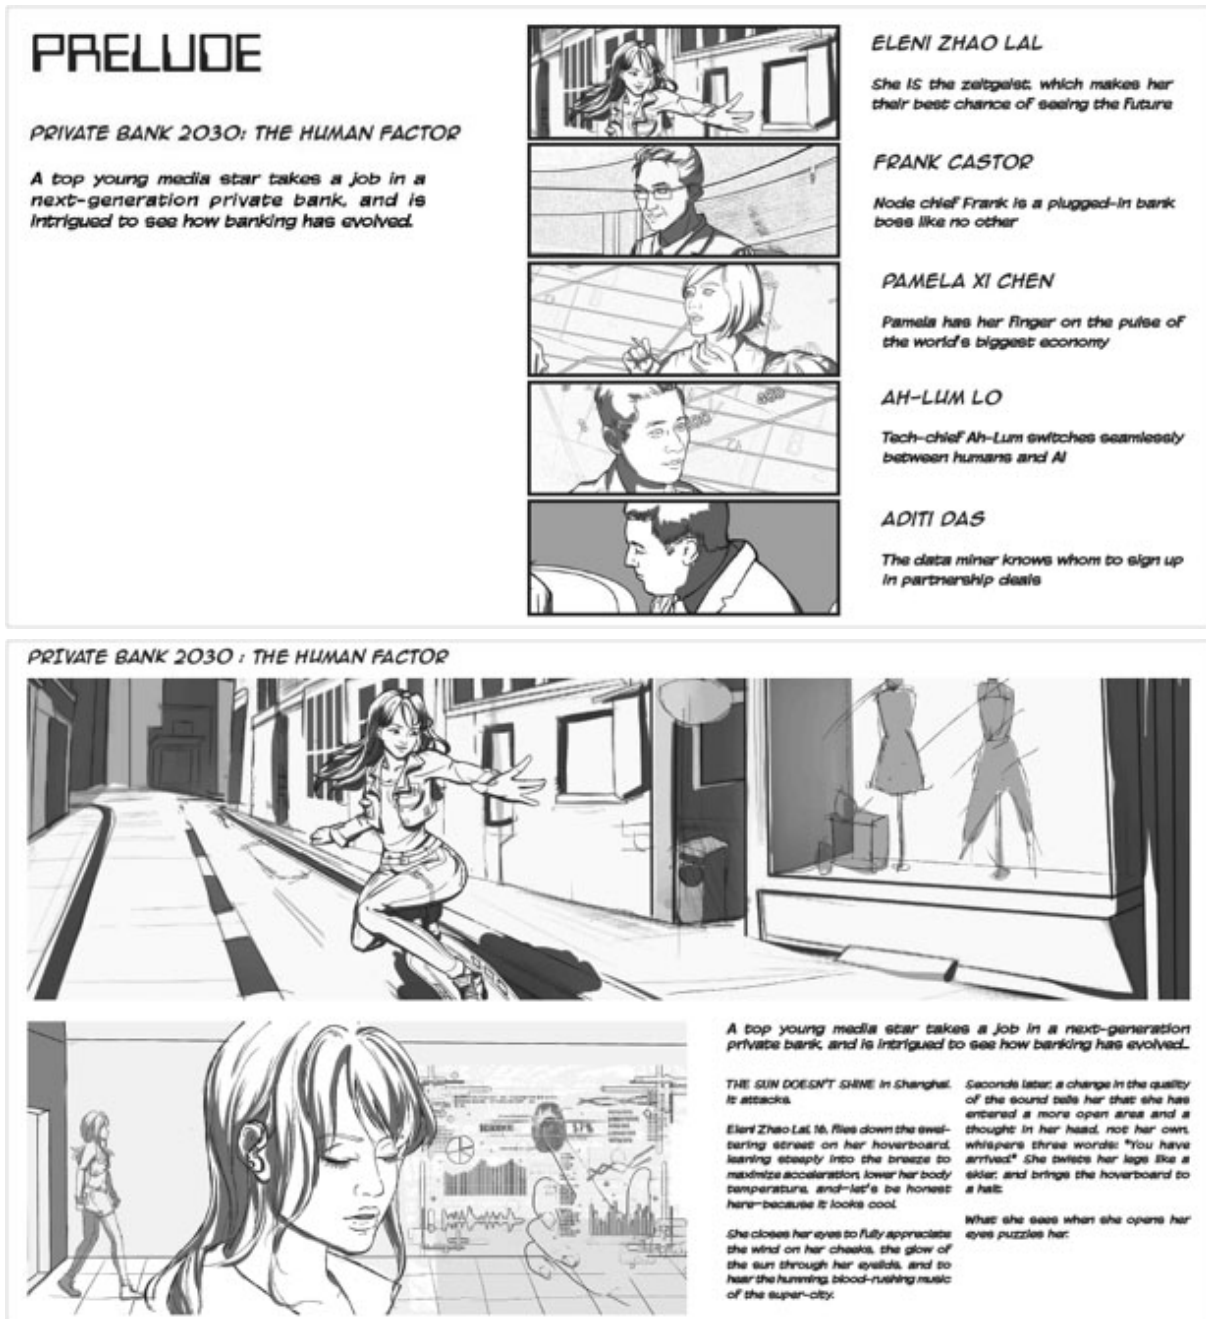 PRELUDE
PRIVATE BANK 2030: THE HUMAN FACTOR
A top young media star takes a job in a
next-generation private bank, and is
intrigued to see how banking has evolved.
ELENI ZHAO LAL
She IS the zeitgeist, which makes her
their best chance of seeing the future
FRANK CASTOR
Node chief Frank is a plugged-in bank
boss like no other
PAMELA XI CHEN
Pamela has her finger on the pulse of
the world's biggest economy
AH-LUM LO
Tech-chief Ah-Lum switches seamlessly
between humans and AI
ADITI DAS
The data miner knows whom to sign up
in partnership deals
PRIVATE BANK 2030 : THE HUMAN FACTOR
A top young media star takes a job in a next-generation
private bank, and is intrigued to see how banking has evolved...
THE SUN DOESN'T SHINE in Shanghai.
It attacks.
Eleni Zhao Lal, 16, flies down the swel-
tering street on her hoverboard,
leaning steeply into the breeze to
maximize acceleration, lower her body
temperature, and—let's be honest
here—because it looks cool.
She closes her eyes to fully appreciate
the wind on her cheeks, the glow of
the sun through her eyelids, and to
hear the humming, blood-rushing music
of the super-city.
Seconds later, a change in the quality
of the sound tells her that she has
entered a more open area and a
thought in her head, not her own,
whispers three words: "You have
arrived." She twists her legs like a
skier, and brings the hoverboard to
a halt.
What she sees when she opens her
eyes puzzles her.